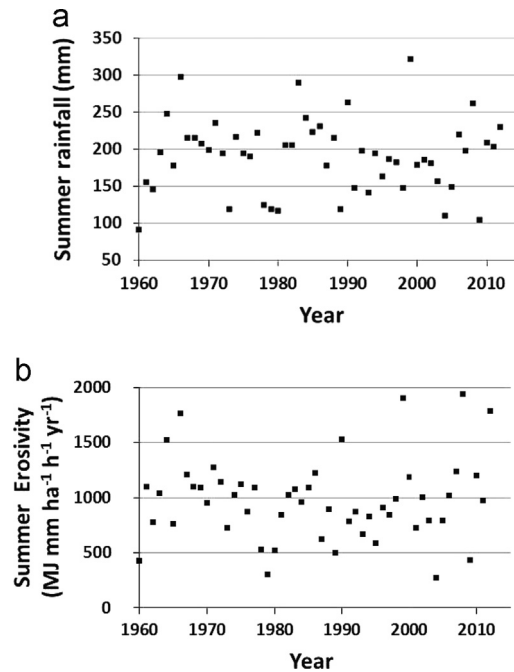 a
Summer rainfall (mm)
350
300
250
200
150
100
50
1960 1970 1980 1990 2000 2010
Year
b
Summer Erosivity
(MJ mm ha⁻¹ h⁻¹ yr⁻¹)
2000
1500
1000
500
0
1960 1970 1980 1990 2000 2010
Year